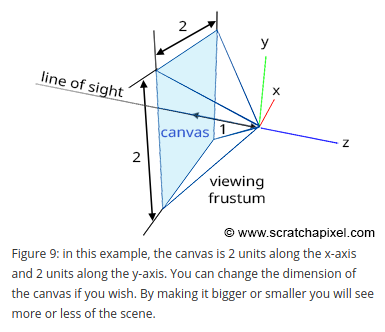 2
y
line of sight
x
canvas
1
z
2
viewing
frustum
© www.scratchapixel.com
Figure 9: in this example, the canvas is 2 units along the x-axis
and 2 units along the y-axis. You can change the dimension of
the canvas if you wish. By making it bigger or smaller you will see
more or less of the scene.